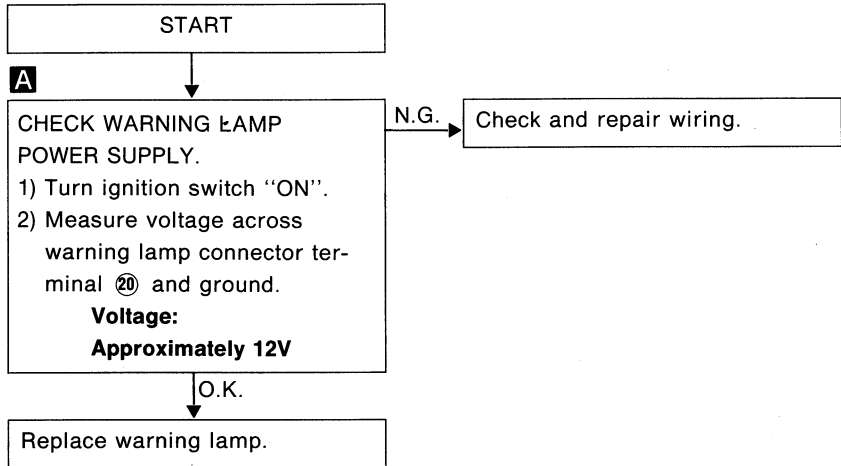 START
A
CHECK WARNING LAMP
POWER SUPPLY.
1) Turn ignition switch "ON".
2) Measure voltage across
warning lamp connector ter-
minal ⑳ and ground.
Voltage:
Approximately 12V
N.G.
Check and repair wiring.
O.K.
Replace warning lamp.